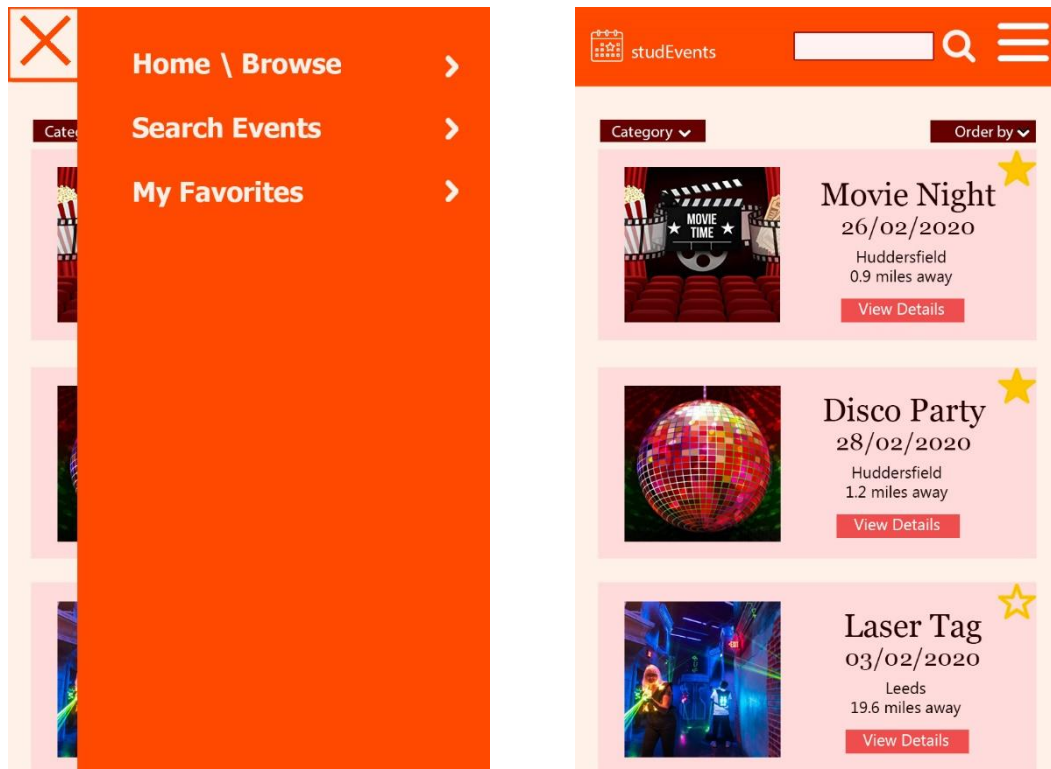 Home \ Browse
Search Events
My Favorites
Cate
studEvents
Category
Order by
MOVIE
TIME
Movie Night
26/02/2020
Huddersfield
0.9 miles away
View Details
Disco Party
28/02/2020
Huddersfield
1.2 miles away
View Details
Laser Tag
03/02/2020
Leeds
19.6 miles away
View Details